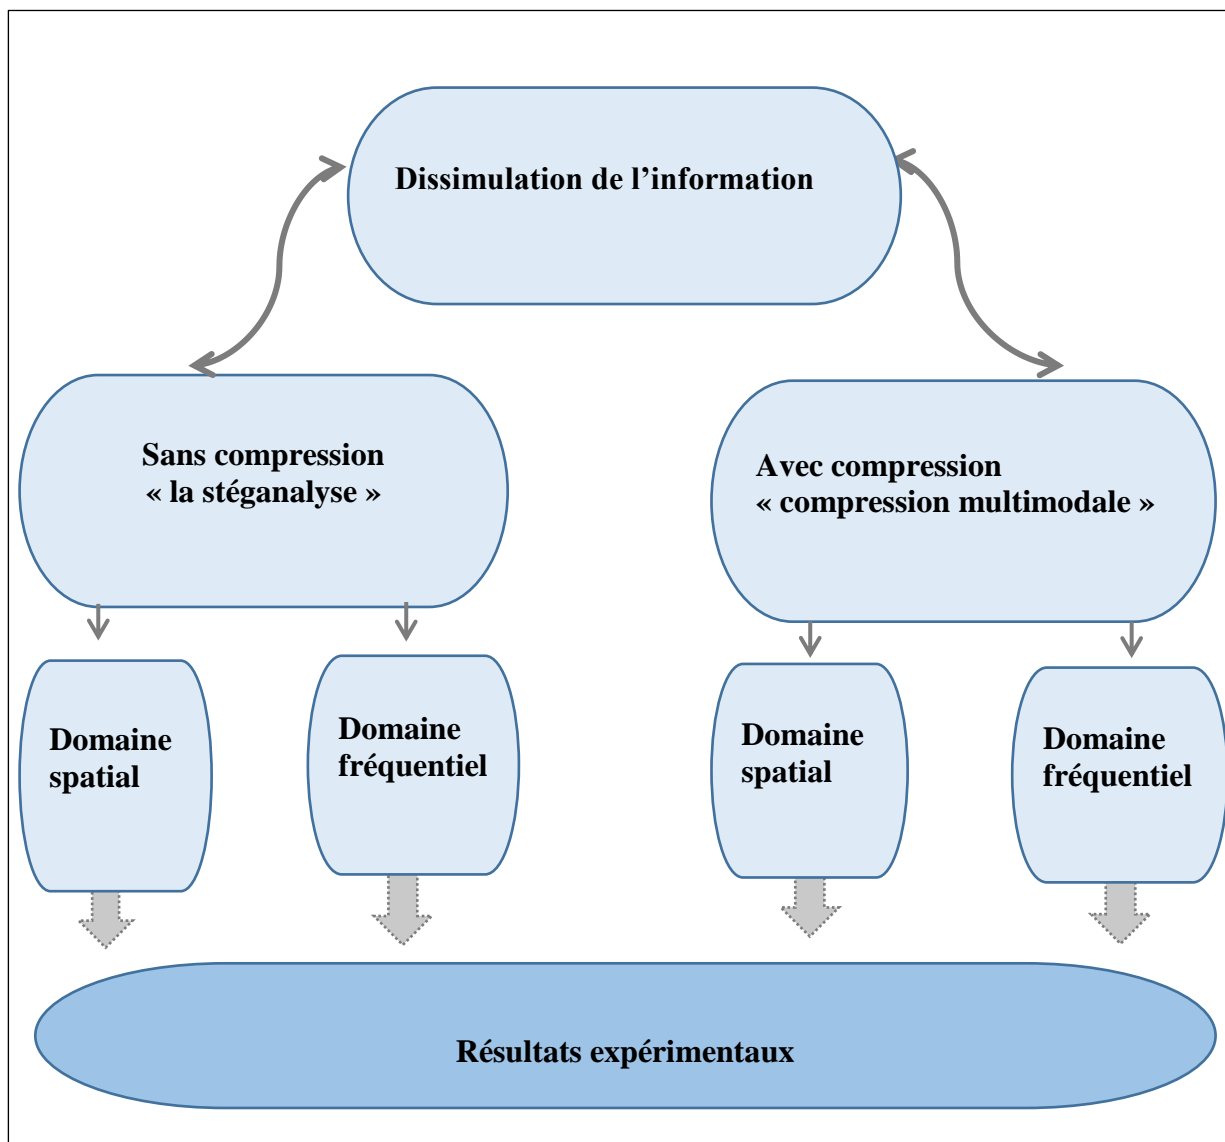 Dissimulation de l’information
Sans compression
« la stéganalyse »
Avec compression
« compression multimodale »
Domaine
spatial
Domaine
fréquentiel
Domaine
spatial
Domaine
fréquentiel
Résultats expérimentaux